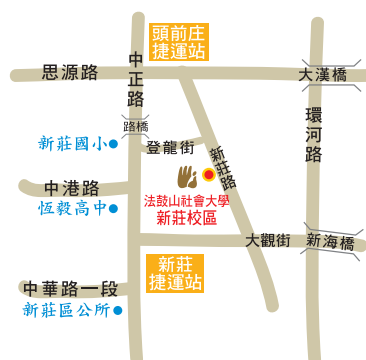 頭前庄
捷運站
思源路
中正路
大漢橋
路橋
環河路
新莊國小
登龍街
新莊路
中港路
恆毅高中
法鼓山社會大學
新莊校區
大觀街
新海橋
新莊
捷運站
中華路一段
新莊區公所